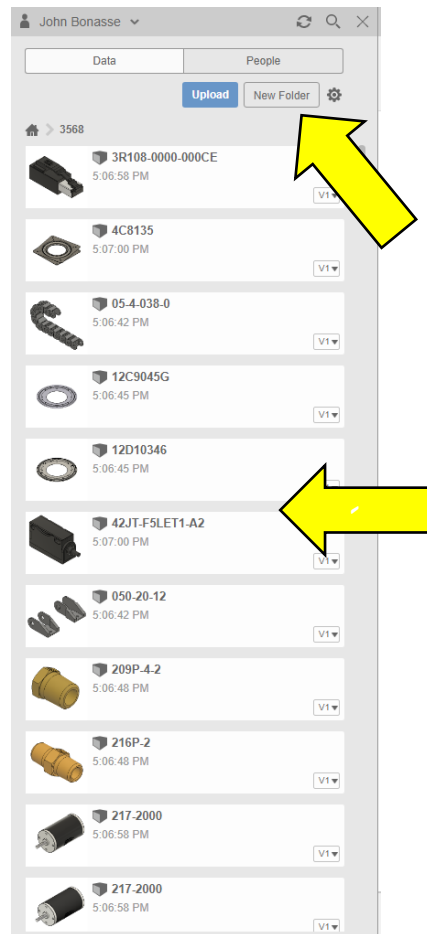 John Bonasse
Data People
Upload New Folder
3568
3R108-0000-000CE
5:06:58 PM
V1
4C8135
5:07:00 PM
V1
05-4-038-0
5:06:42 PM
V1
12C9045G
5:06:45 PM
V1
12D10346
5:06:45 PM
42JT-F5LET1-A2
5:07:00 PM
V1
050-20-12
5:06:42 PM
V1
209P-4-2
5:06:48 PM
V1
216P-2
5:06:48 PM
V1
217-2000
5:06:58 PM
V1
217-2000
5:06:58 PM
V1